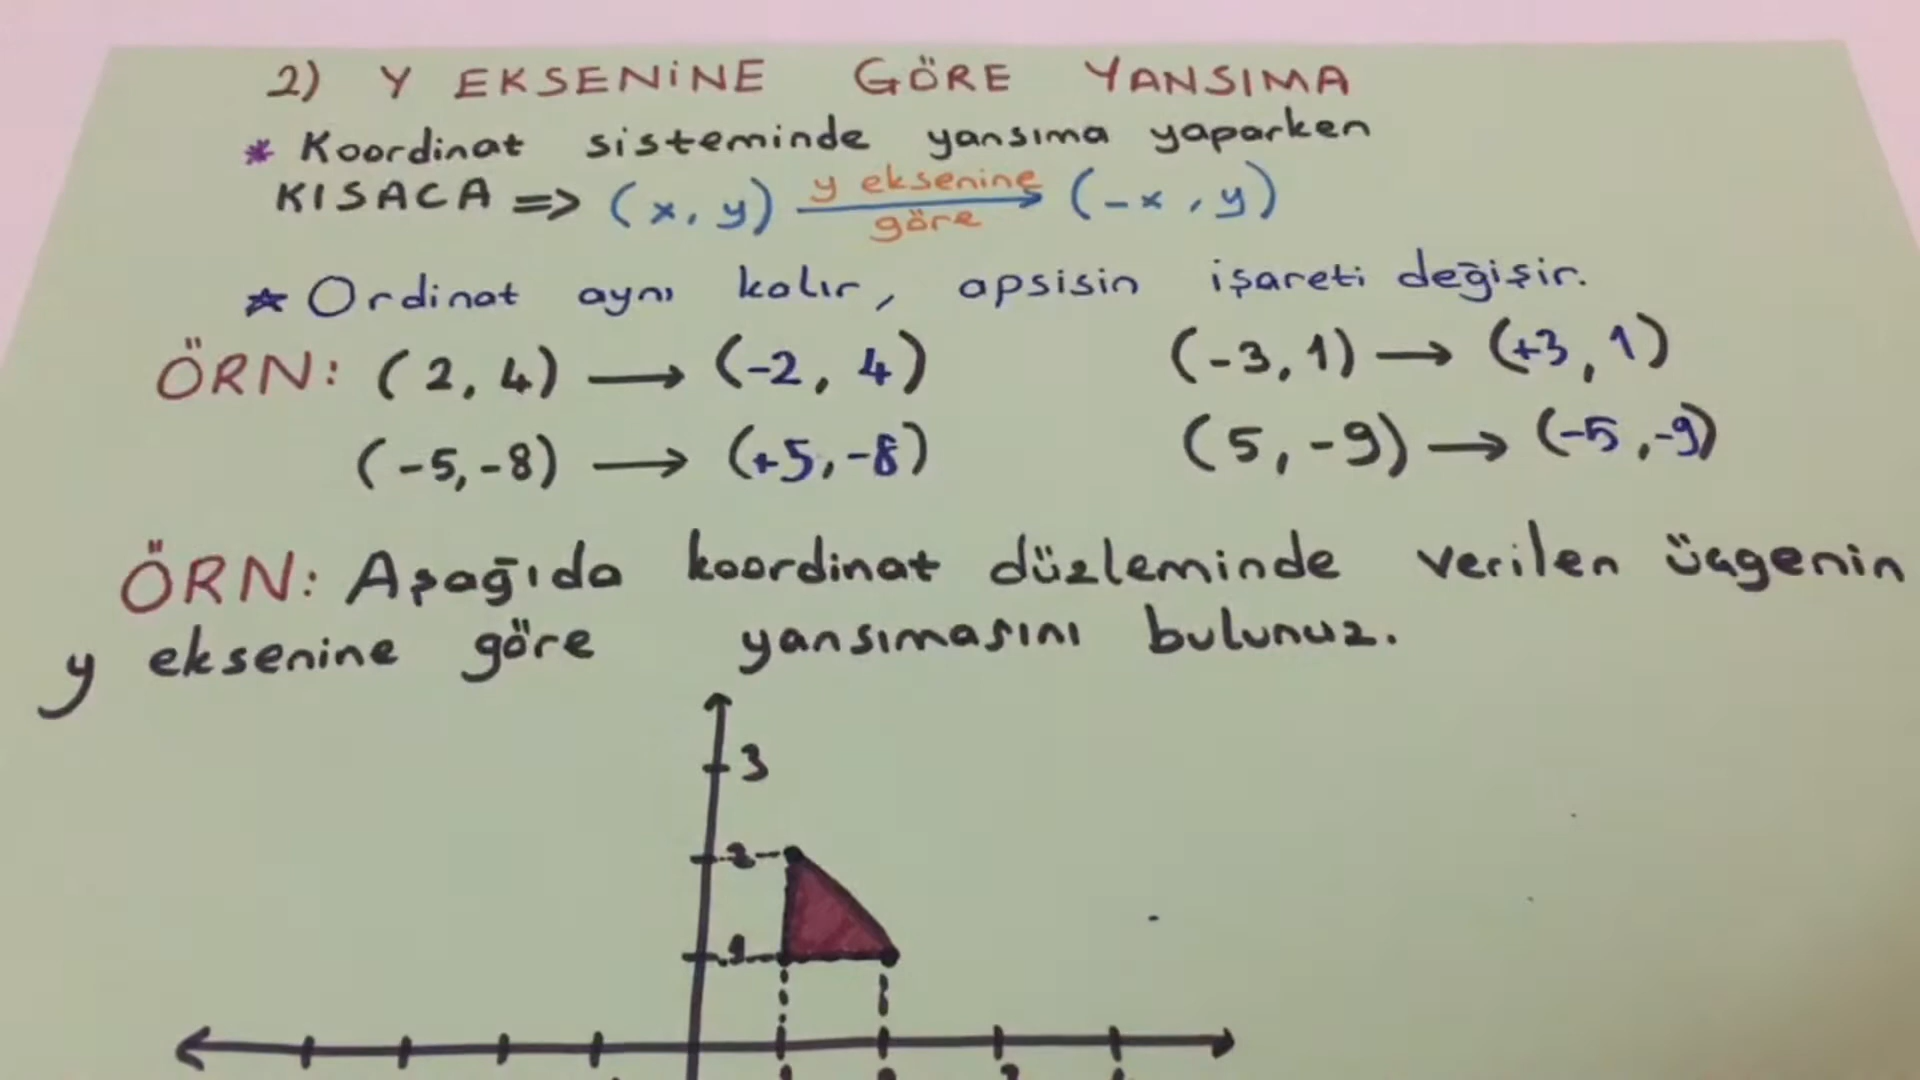 2) Y EKSENİNE GÖRE YANSIMA
* Koordinat sisteminde yansıma yaparken
KISACA => (x, y) y eksenine göre (-x, y)
* Ordinat aynı kalır, apsisin işareti değişir.
ÖRN: (2, 4) → (-2, 4) (-3, 1) → (+3, 1)
(-5, -8) → (+5, -8) (5, -9) → (-5, -9)
ÖRN: Aşağıda koordinat düzleminde verilen üçgenin
y eksenine göre yansımasını bulunuz.
3
2
1